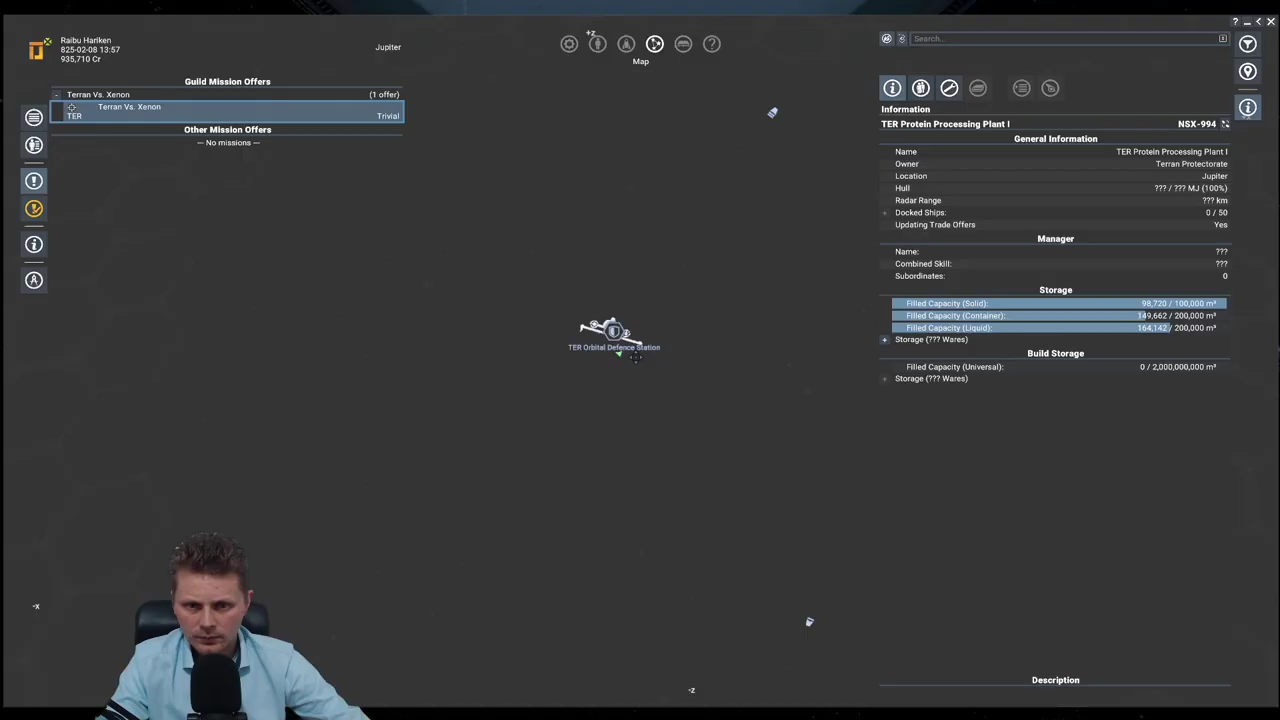 Raibu Hariken
825-02-08 13:57
935,710 Cr
Jupiter
Guild Mission Offers
- Terran Vs. Xenon (1 offer)
Terran Vs. Xenon
TER Trivial
Other Mission Offers
--- No missions ---
+z
Map
TER Orbital Defence Station
-x
-z
? _ < X
Search... x
Information
TER Protein Processing Plant I NSX-994
General Information
Name TER Protein Processing Plant I
Owner Terran Protectorate
Location Jupiter
Hull ??? / ??? MJ (100%)
Radar Range ??? km
+ Docked Ships: 0 / 50
Updating Trade Offers Yes
Manager
Name: ???
Combined Skill: ???
Subordinates: 0
Storage
Filled Capacity (Solid): 98,720 / 100,000 m³
Filled Capacity (Container): 149,662 / 200,000 m³
Filled Capacity (Liquid): 164,142 / 200,000 m³
+ Storage (??? Wares)
Build Storage
Filled Capacity (Universal): 0 / 2,000,000,000 m³
+ Storage (??? Wares)
Description